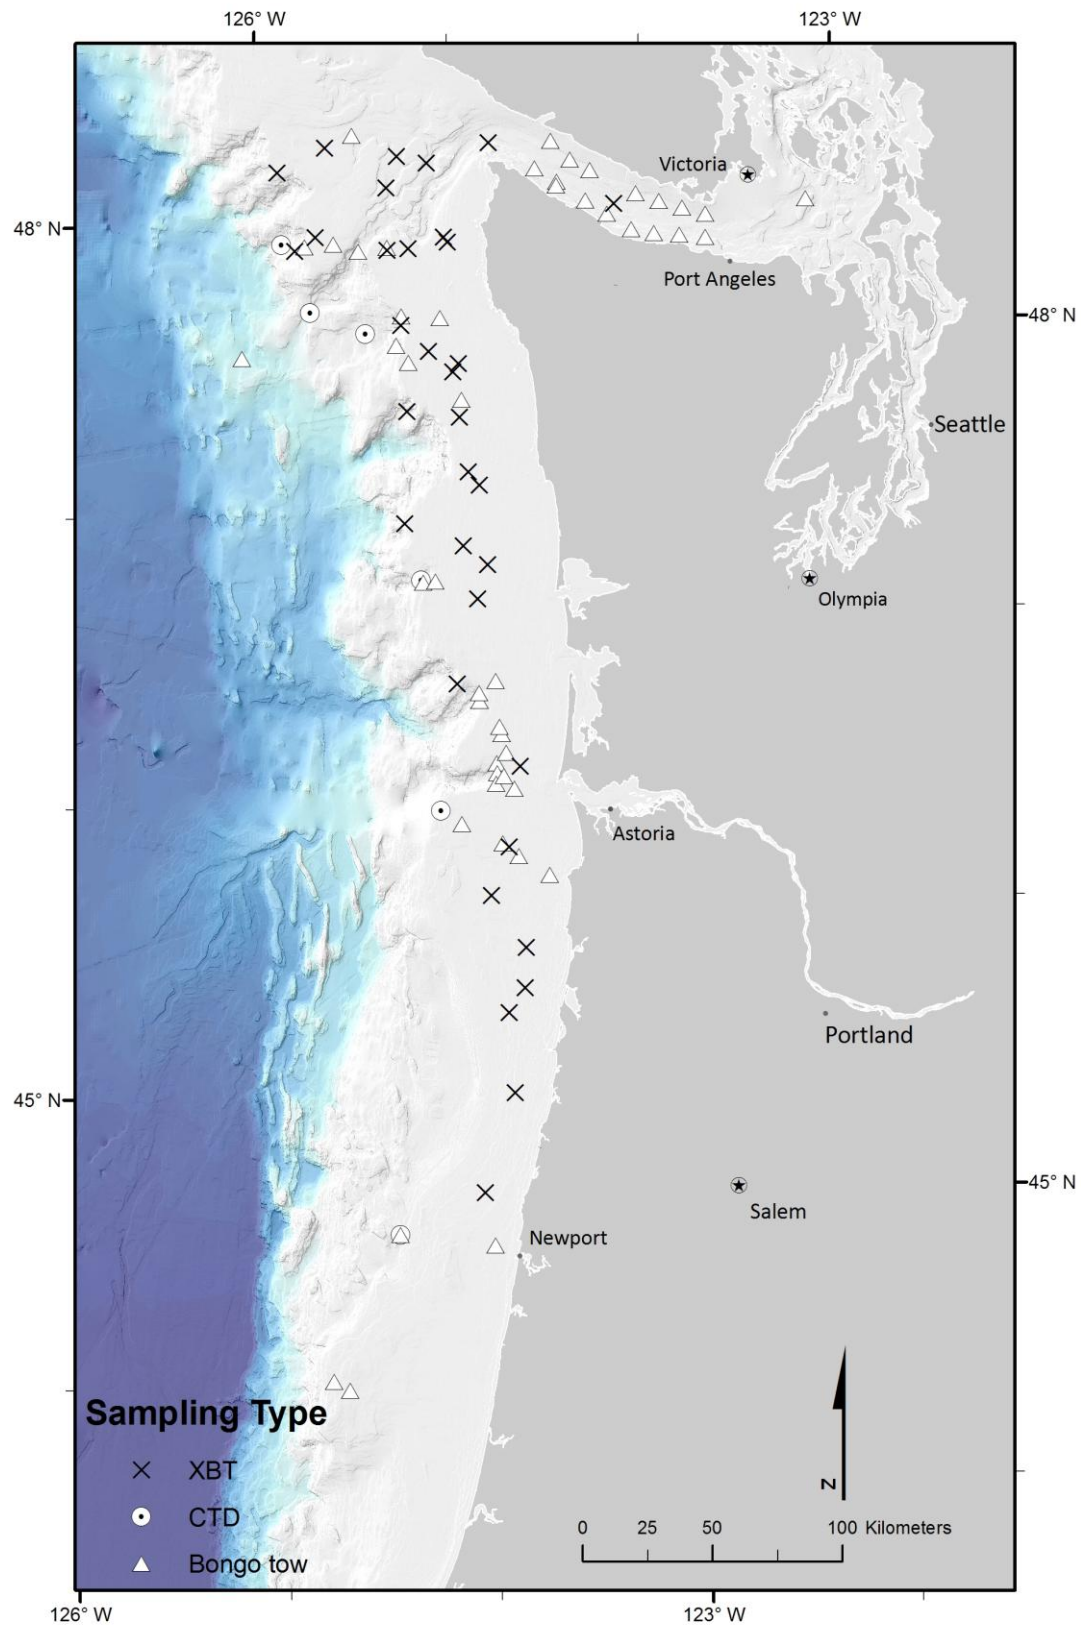 126° W
123° W
Victoria
48° N
Port Angeles
48° N
Seattle
Olympia
Astoria
Portland
45° N
45° N
Salem
Newport
Sampling Type
XBT
CTD
Bongo tow
N
0 25 50 100 Kilometers
126° W
123° W